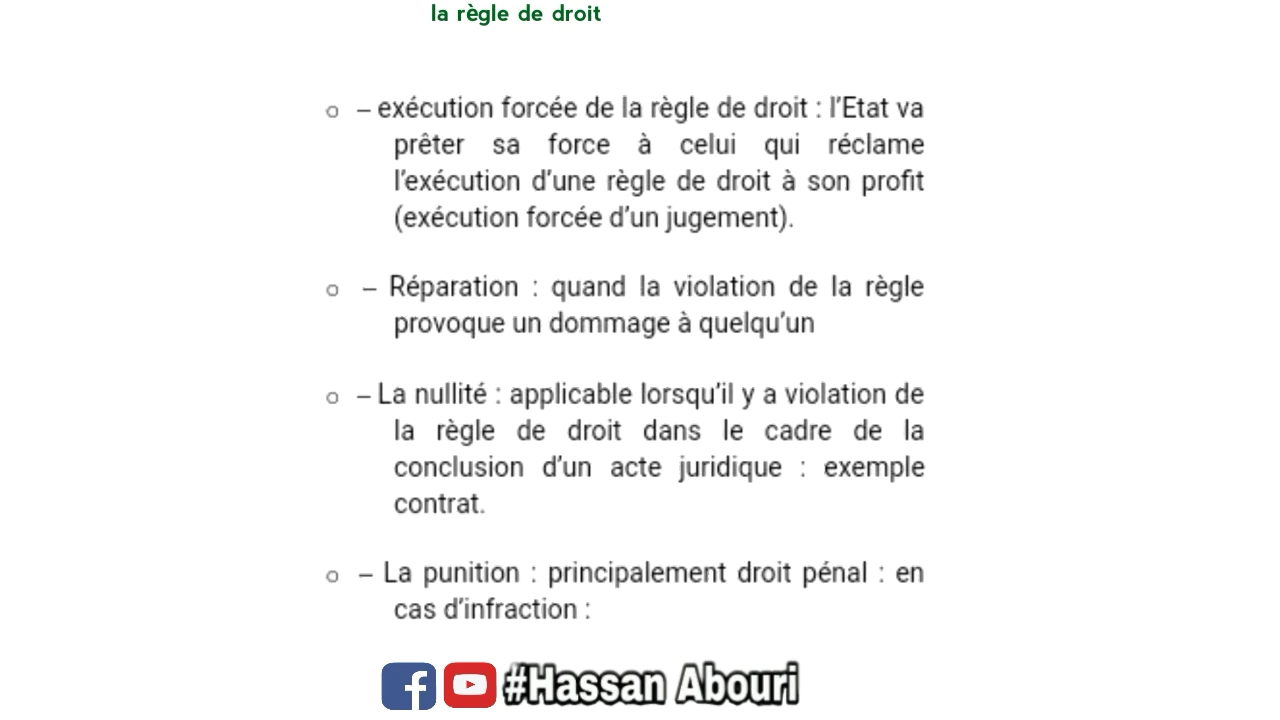 la règle de droit
o – exécution forcée de la règle de droit : l’Etat va
prêter sa force à celui qui réclame
l’exécution d’une règle de droit à son profit
(exécution forcée d’un jugement).
o – Réparation : quand la violation de la règle
provoque un dommage à quelqu’un
o – La nullité : applicable lorsqu’il y a violation de
la règle de droit dans le cadre de la
conclusion d’un acte juridique : exemple
contrat.
o – La punition : principalement droit pénal : en
cas d’infraction :
#Hassan Abouri